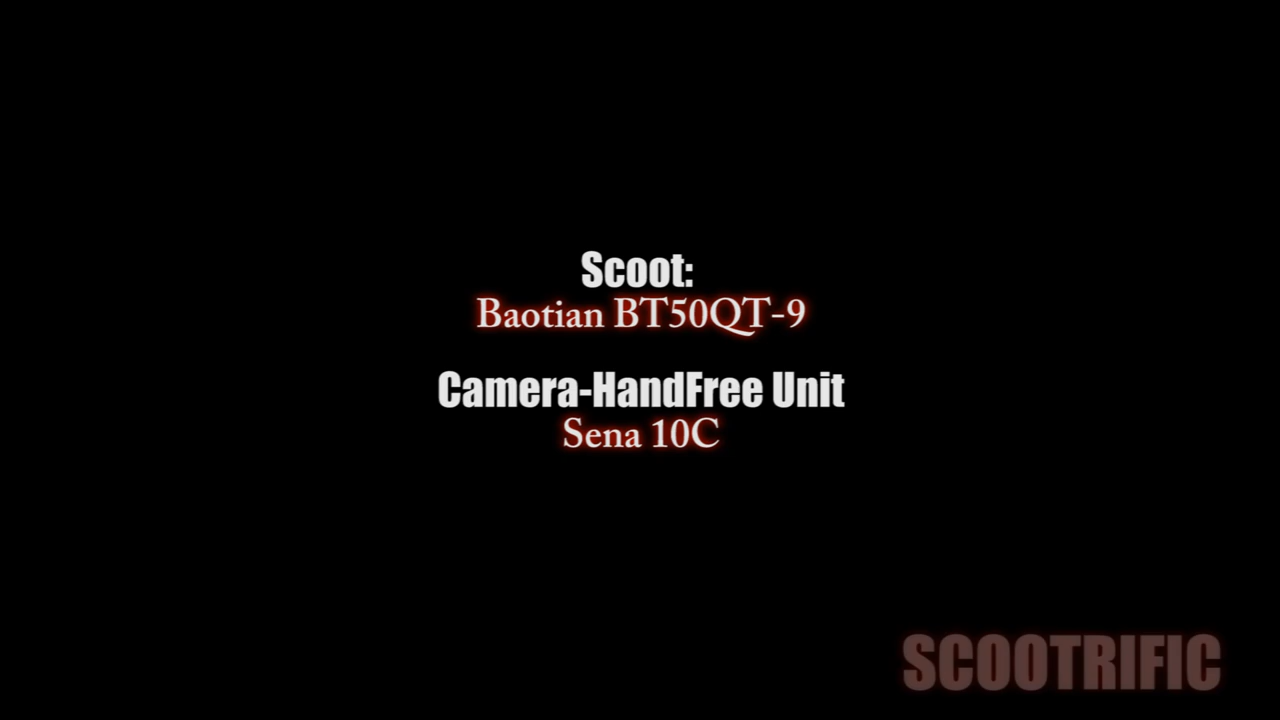 Scoot:
Baotian BT50QT-9
Camera-HandFree Unit
Sena 10C
SCOOTRIFIC